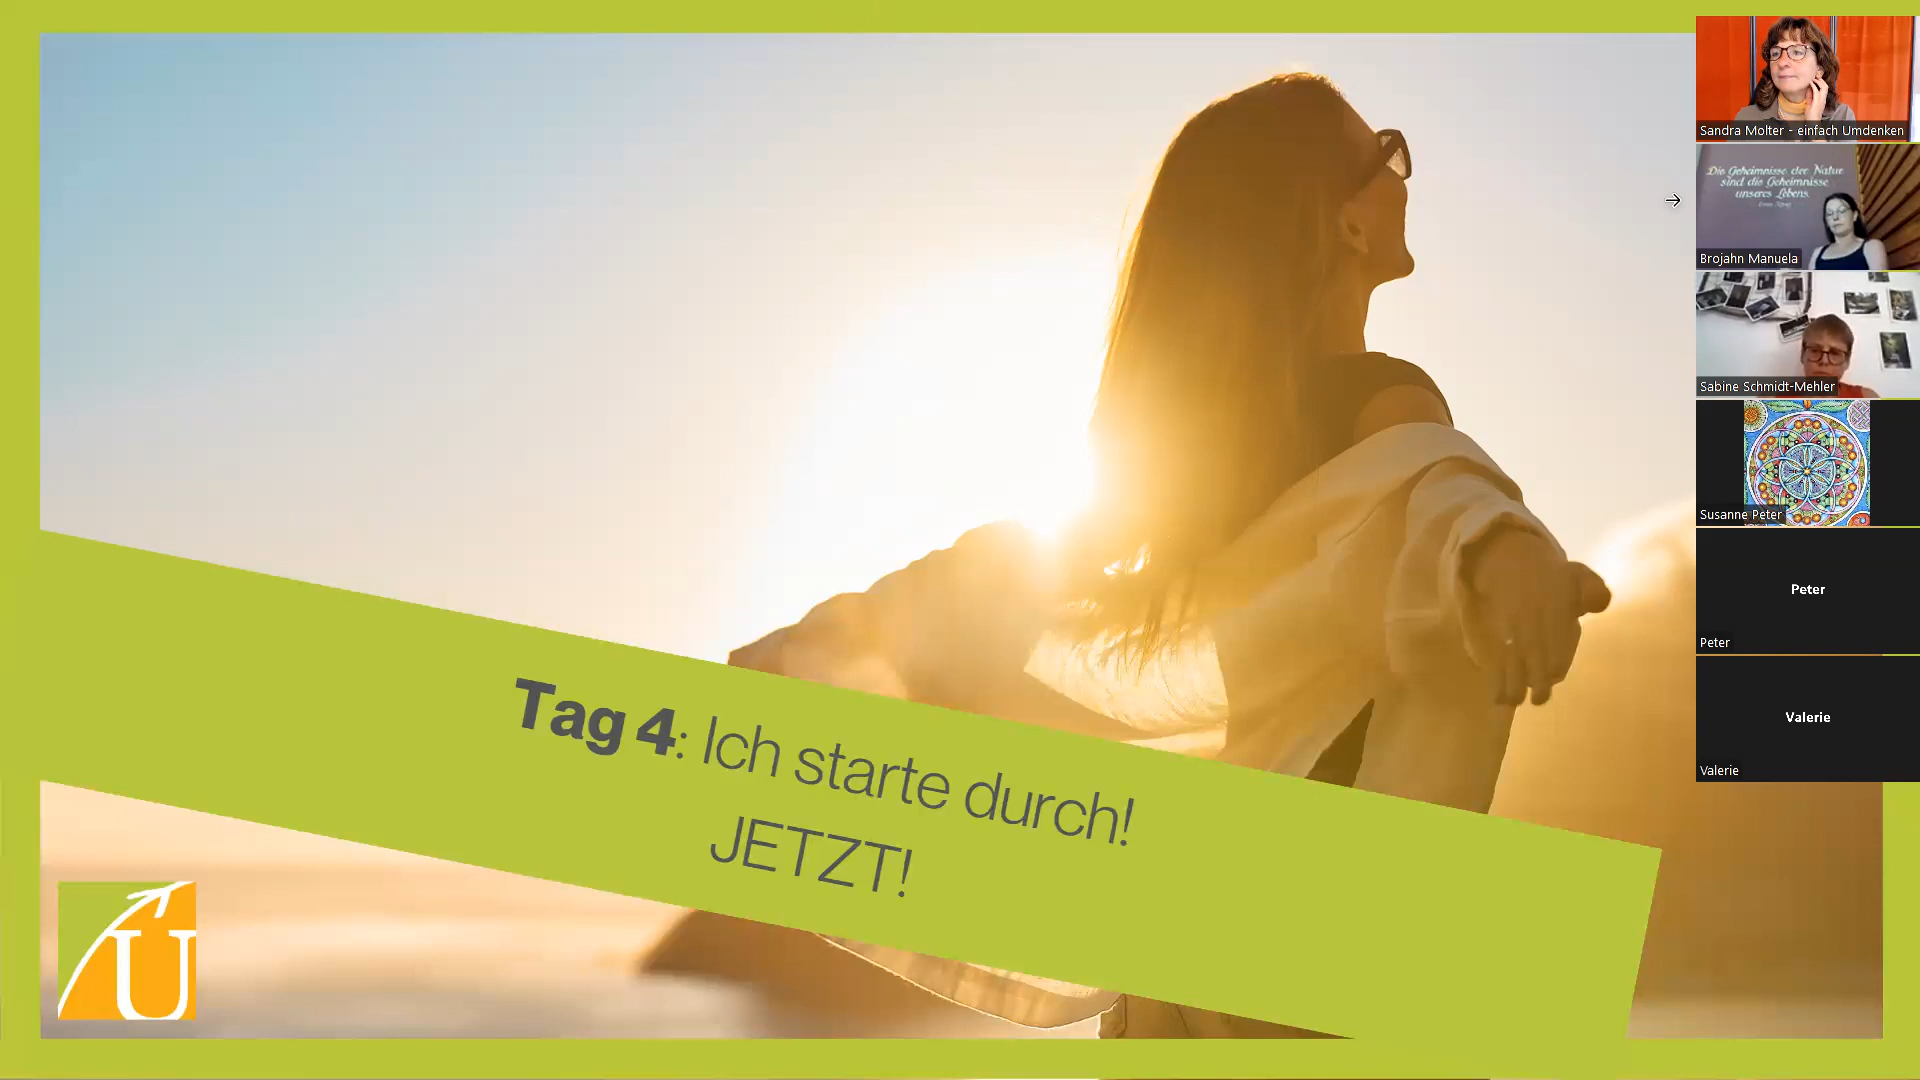 Tag 4: Ich starte durch!
JETZT!
U
Sandra Molter - einfach Umdenken
Die Geheimnisse der Natur
sind die Geheimnisse
unseres Lebens.
Brojahn Manuela
Sabine Schmidt-Mehler
Susanne Peter
Peter
Peter
Valerie
Valerie